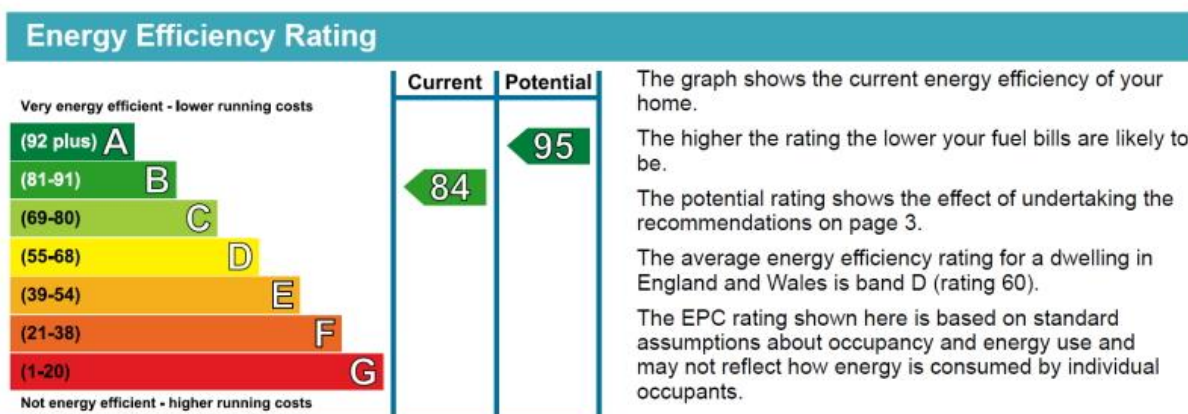 Energy Efficiency Rating
Current
Potential
Very energy efficient - lower running costs
(92 plus) A
(81-91) B
(69-80) C
(55-68) D
(39-54) E
(21-38) F
(1-20) G
Not energy efficient - higher running costs
84
95
The graph shows the current energy efficiency of your
home.
The higher the rating the lower your fuel bills are likely to
be.
The potential rating shows the effect of undertaking the
recommendations on page 3.
The average energy efficiency rating for a dwelling in
England and Wales is band D (rating 60).
The EPC rating shown here is based on standard
assumptions about occupancy and energy use and
may not reflect how energy is consumed by individual
occupants.